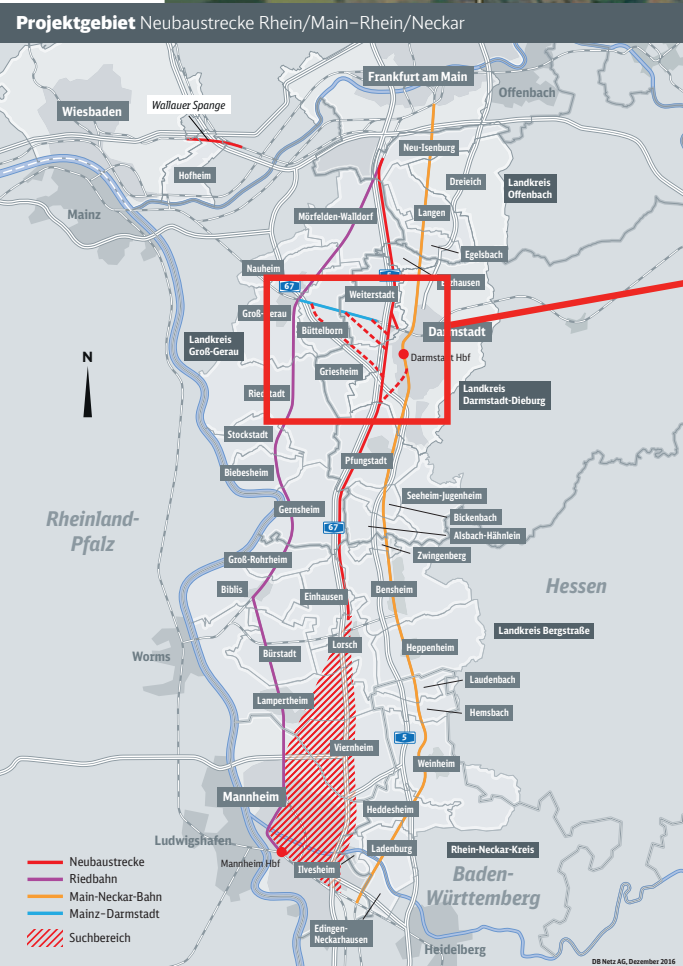 Projektgebiet Neubaustrecke Rhein/Main–Rhein/Neckar
Frankfurt am Main
Offenbach
Wiesbaden
Wallauer Spange
Neu-Isenburg
Hofheim
Dreieich
Landkreis
Offenbach
Mainz
Mörfelden-Walldorf
Langen
Egelsbach
Nauheim
67
Weiterstadt
Groß-Gerau
Büttelborn
Darmstadt
Landkreis
Groß-Gerau
Darmstadt Hbf
N
Griesheim
Riedstadt
Landkreis
Darmstadt-Dieburg
Stockstadt
Pfungstadt
Biebesheim
Seeheim-Jugenheim
Gernsheim
Bickenbach
Rheinland-
Pfalz
67
Alsbach-Hähnlein
Zwingenberg
Groß-Rohrheim
Biblis
Einhausen
Bensheim
Hessen
Landkreis Bergstraße
Worms
Bürstadt
Lorsch
Heppenheim
Laudenbach
Lampertheim
Hemsbach
5
Viernheim
Weinheim
Mannheim
Heddesheim
Ludwigshafen
Ladenburg
Rhein-Neckar-Kreis
Mannheim Hbf
Ilvesheim
Baden-
Württemberg
Neubaustrecke
Riedbahn
Main-Neckar-Bahn
Mainz–Darmstadt
Suchbereich
Edingen-
Neckarhausen
Heidelberg
DB Netz AG, Dezember 2016